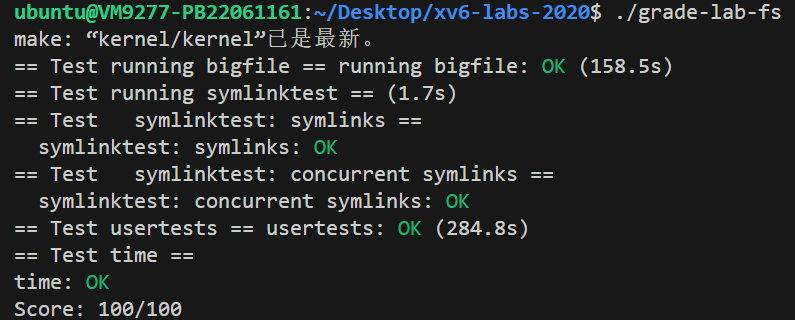 ubuntu@VM9277-PB22061161:~/Desktop/xv6-labs-2020$ ./grade-lab-fs
make: “kernel/kernel”已是最新。
== Test running bigfile == running bigfile: OK (158.5s)
== Test running symlinktest == (1.7s)
== Test   symlinktest: symlinks ==
  symlinktest: symlinks: OK
== Test   symlinktest: concurrent symlinks ==
  symlinktest: concurrent symlinks: OK
== Test usertests == usertests: OK (284.8s)
== Test time ==
time: OK
Score: 100/100